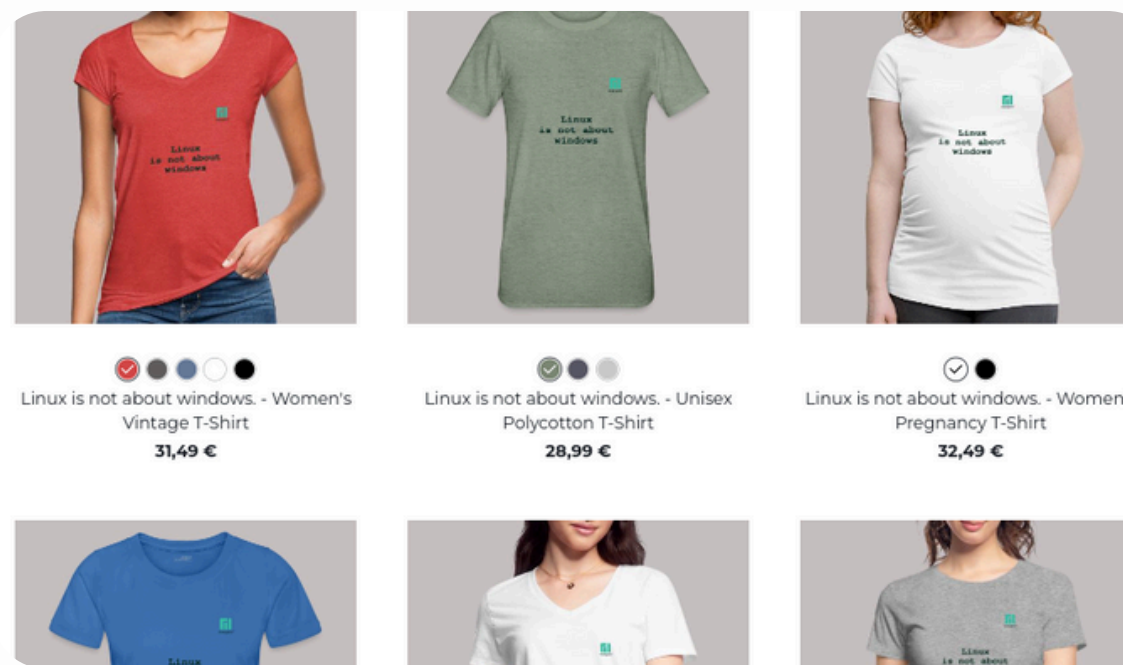 Linux
is not about
windows
Linux
is not about
windows
Linux
is not about
windows
Linux is not about windows. - Women's
Vintage T-Shirt
31,49 €
Linux is not about windows. - Unisex
Polycotton T-Shirt
28,99 €
Linux is not about windows. - Women
Pregnancy T-Shirt
32,49 €
Linux
Linux
is not about